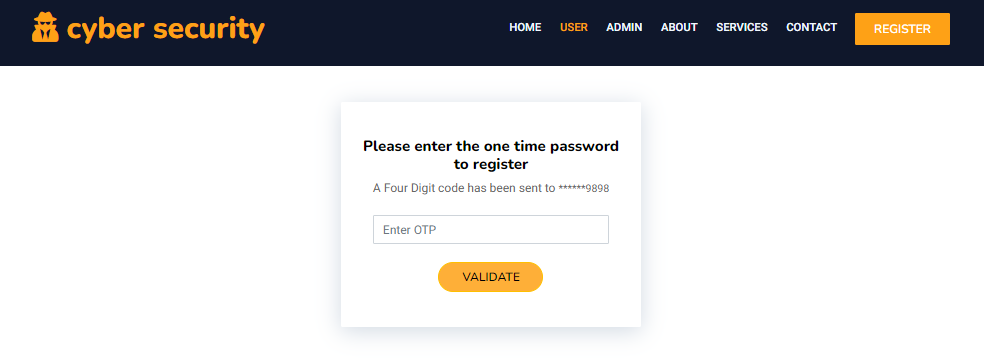 cyber security
HOME USER ADMIN ABOUT SERVICES CONTACT REGISTER
Please enter the one time password
to register
A Four Digit code has been sent to ******9898
Enter OTP
VALIDATE